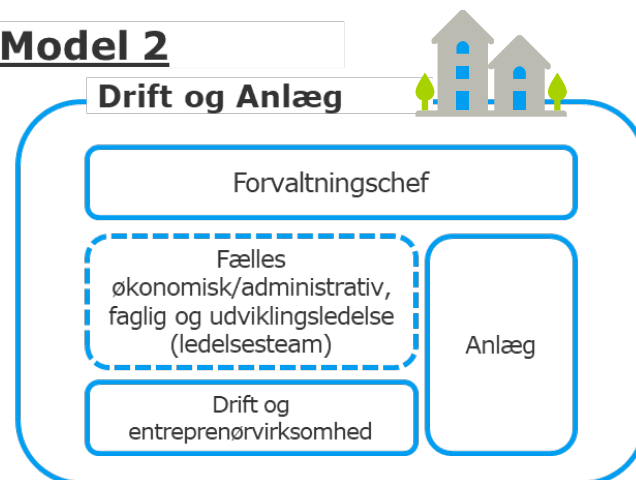 Model 2
Drift og Anlæg
Forvaltningschef
Fælles
økonomisk/administrativ,
faglig og udviklingsledelse
(ledelsesteam)
Anlæg
Drift og
entreprenørvirksomhed